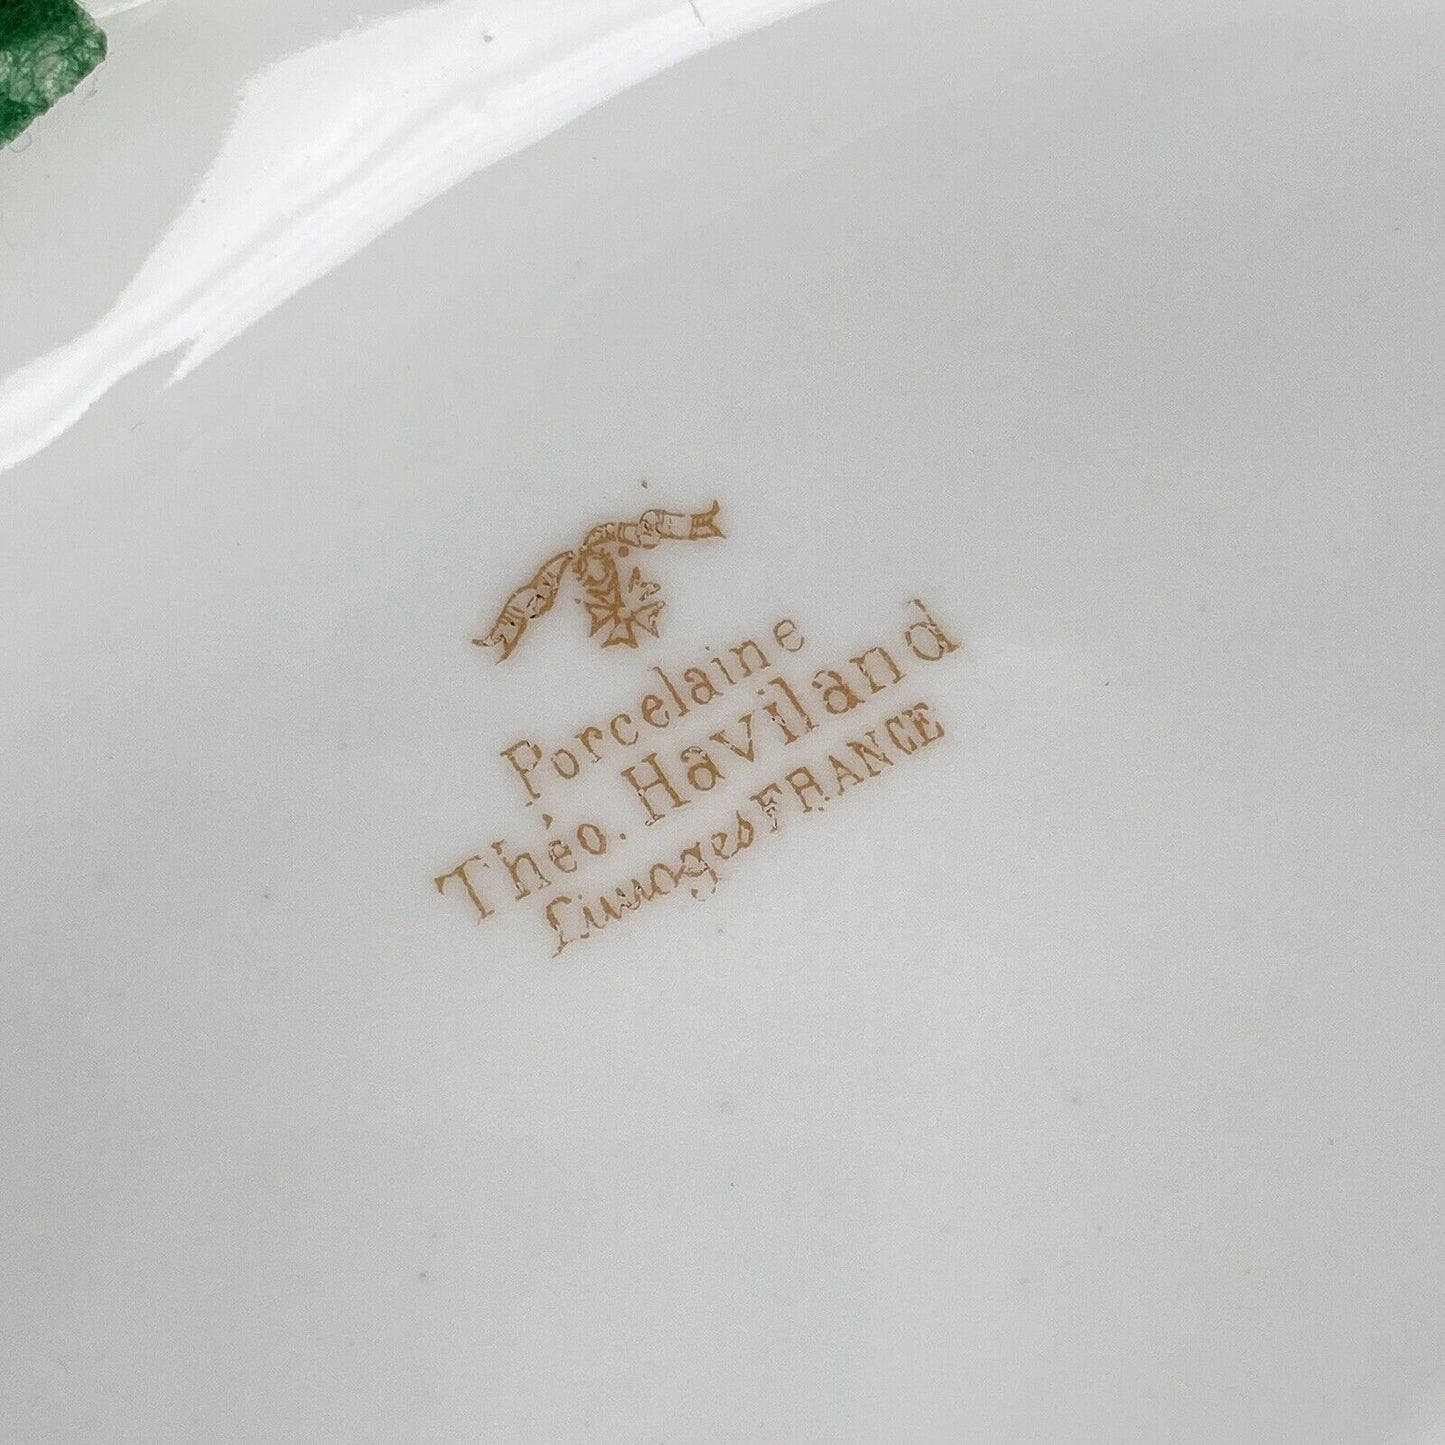 Porcelaine
Théo. Haviland
Limoges FRANCE